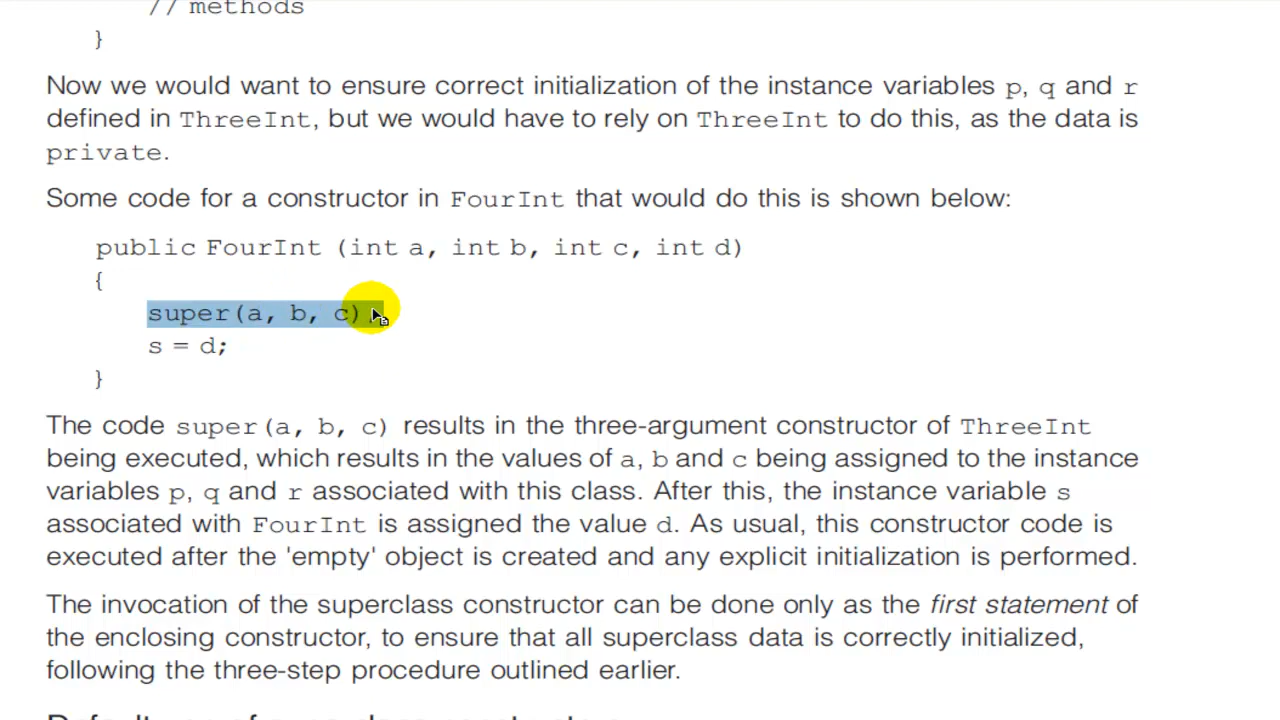 // methods
}
Now we would want to ensure correct initialization of the instance variables p, q and r
defined in ThreeInt, but we would have to rely on ThreeInt to do this, as the data is
private.
Some code for a constructor in FourInt that would do this is shown below:
public FourInt (int a, int b, int c, int d)
{
super(a, b, c);
s = d;
}
The code super(a, b, c) results in the three-argument constructor of ThreeInt
being executed, which results in the values of a, b and c being assigned to the instance
variables p, q and r associated with this class. After this, the instance variable s
associated with FourInt is assigned the value d. As usual, this constructor code is
executed after the 'empty' object is created and any explicit initialization is performed.
The invocation of the superclass constructor can be done only as the first statement of
the enclosing constructor, to ensure that all superclass data is correctly initialized,
following the three-step procedure outlined earlier.